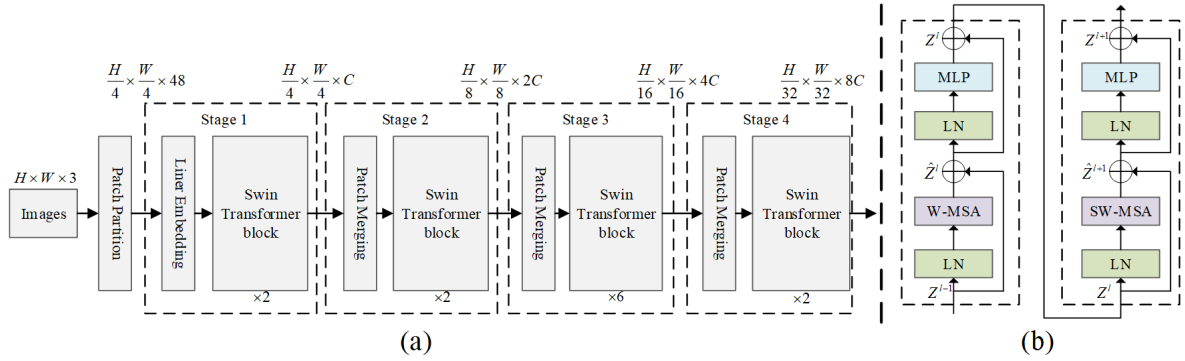 H/4 × W/4 × 48
H/4 × W/4 × C
H/8 × W/8 × 2C
H/16 × W/16 × 4C
H/32 × W/32 × 8C
Stage 1
Stage 2
Stage 3
Stage 4
H × W × 3
Images
Patch Partition
Liner Embedding
Swin
Transformer
block
×2
Patch Merging
Swin
Transformer
block
×2
Patch Merging
Swin
Transformer
block
×6
Patch Merging
Swin
Transformer
block
×2
(a)
Z^l
MLP
LN
Ẑ^l
W-MSA
LN
Z^{l-1}
Z^{l+1}
MLP
LN
Ẑ^{l+1}
SW-MSA
LN
Z^l
(b)